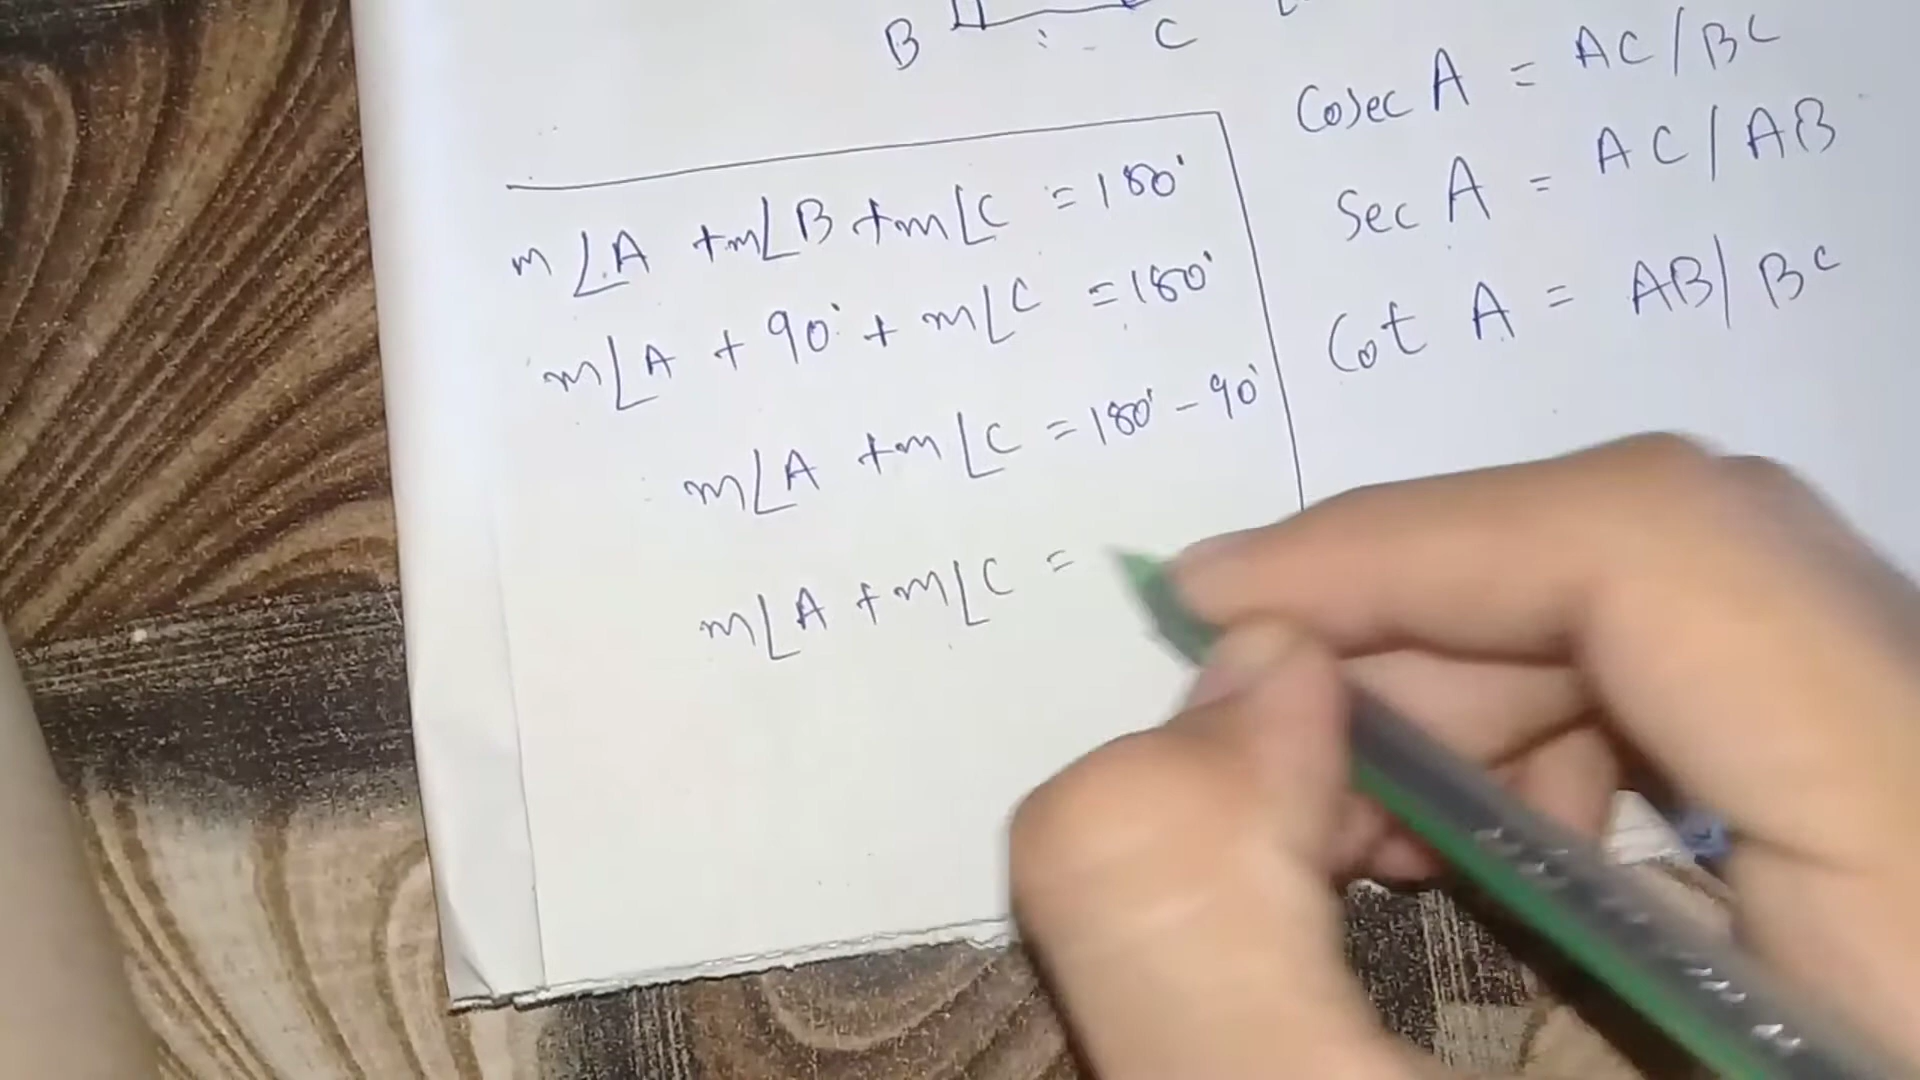 B C
m∠A +m∠B +m∠C = 180°
m∠A + 90° + m∠C = 180°
m∠A +m∠C = 180° - 90°
m∠A +m∠C =
Cosec A = AC/BC
Sec A = AC/AB
Cot A = AB/BC